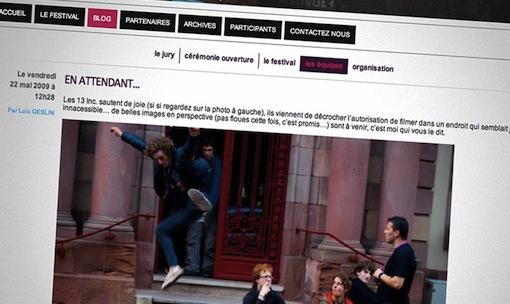 ACCUEIL LE FESTIVAL BLOG PARTENAIRES ARCHIVES PARTICIPANTS CONTACTEZ NOUS
le jury cérémonie ouverture le festival les équipes organisation
Le vendredi
22 mai 2009 à
12h28
Par Loïc GESLIN
EN ATTENDANT...
Les 13 Inc. sautent de joie (si si regardez sur la photo à gauche), ils viennent de décrocher l'autorisation de filmer dans un endroit qui semblait
innacessible... de belles images en perspective (pas floues cette fois, c'est promis...) sont à venir, c'est moi qui vous le dit.